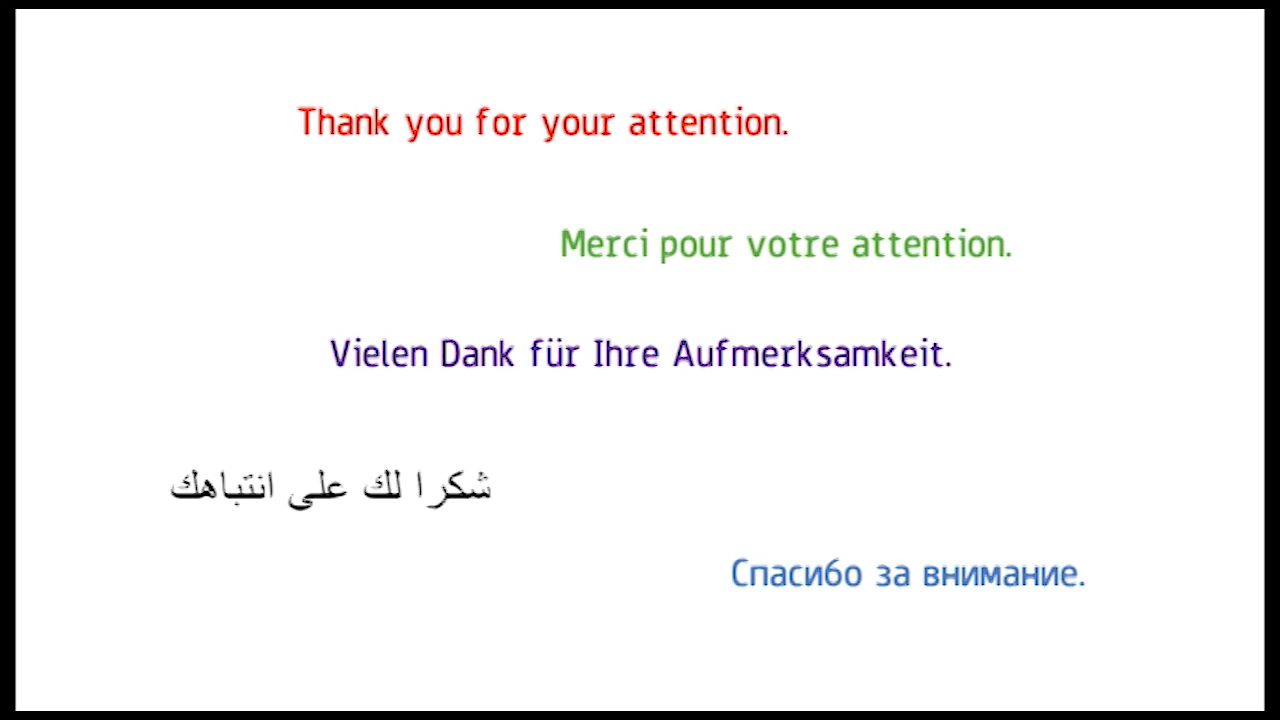 Thank you for your attention.
Merci pour votre attention.
Vielen Dank für Ihre Aufmerksamkeit.
شكرا لك على انتباهك
Спасибо за внимание.